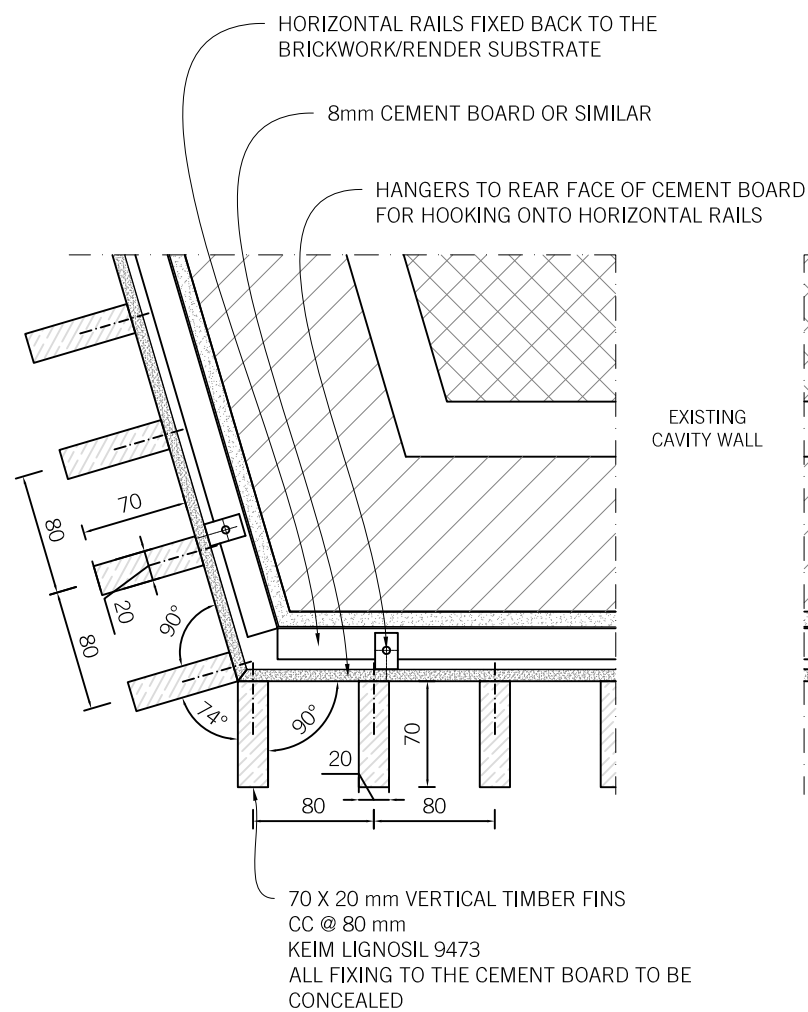 HORIZONTAL RAILS FIXED BACK TO THE
BRICKWORK/RENDER SUBSTRATE
8mm CEMENT BOARD OR SIMILAR
HANGERS TO REAR FACE OF CEMENT BOARD
FOR HOOKING ONTO HORIZONTAL RAILS
EXISTING
CAVITY WALL
70
80
20
80
90°
74°
90°
70
20
80
80
70 X 20 mm VERTICAL TIMBER FINS
CC @ 80 mm
KEIM LIGNOSIL 9473
ALL FIXING TO THE CEMENT BOARD TO BE
CONCEALED